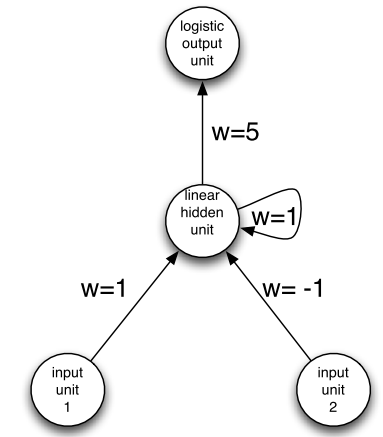 logistic
output
unit
w=5
linear
hidden
unit
w=1
w=1
w= -1
input
unit
1
input
unit
2